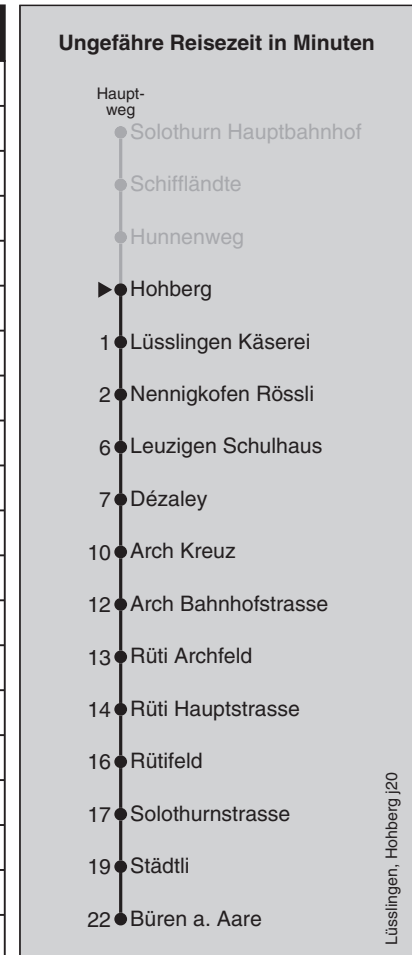 Ungefähre Reisezeit in Minuten
Haupt-
weg
Solothurn Hauptbahnhof
Schiffländte
Hunnenweg
Hohberg
1 Lüsslingen Käserei
2 Nennigkofen Rössli
6 Leuzigen Schulhaus
7 Dézaley
10 Arch Kreuz
12 Arch Bahnhofstrasse
13 Rüti Archfeld
14 Rüti Hauptstrasse
16 Rütifeld
17 Solothurnstrasse
19 Städtli
22 Büren a. Aare
Lüsslingen, Hohberg j20